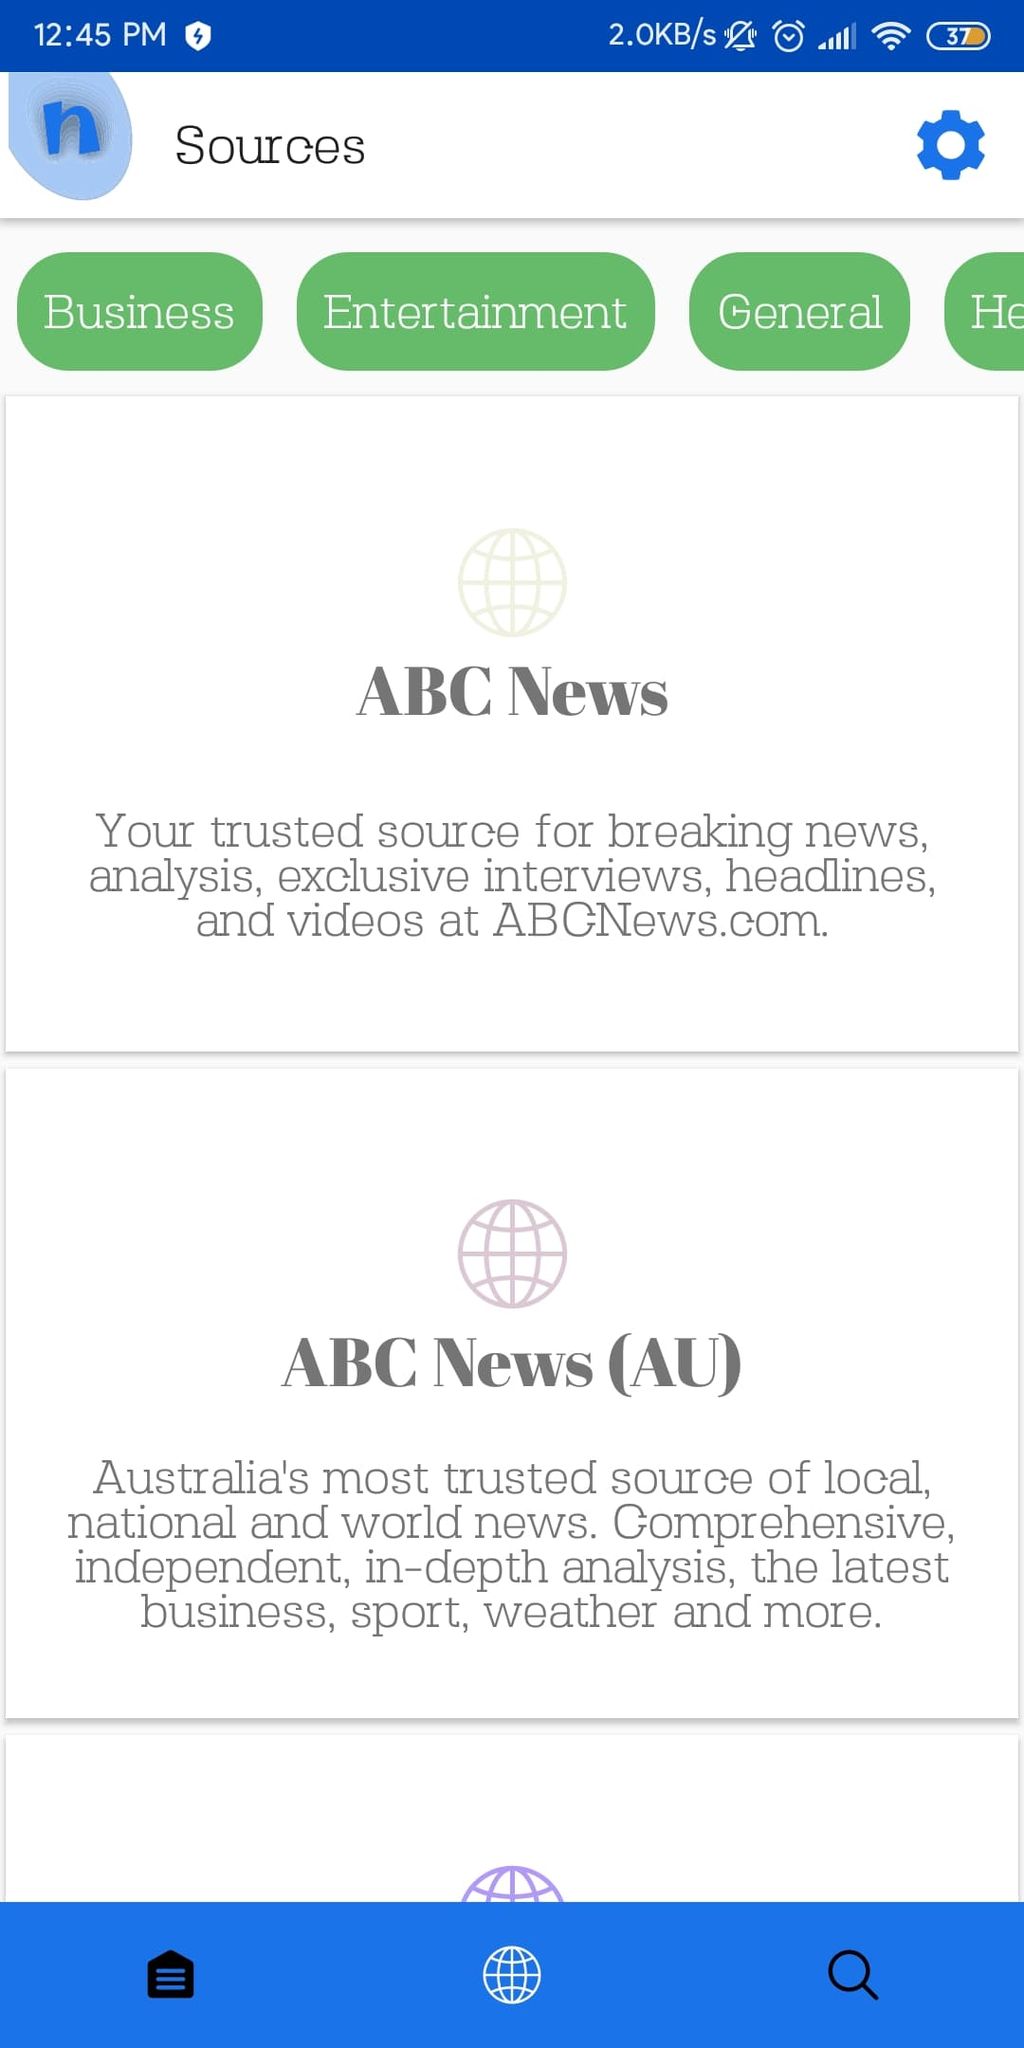 12:45 PM 2.0KB/s 37
n Sources
Business Entertainment General He
ABC News
Your trusted source for breaking news,
analysis, exclusive interviews, headlines,
and videos at ABCNews.com.
ABC News (AU)
Australia's most trusted source of local,
national and world news. Comprehensive,
independent, in-depth analysis, the latest
business, sport, weather and more.